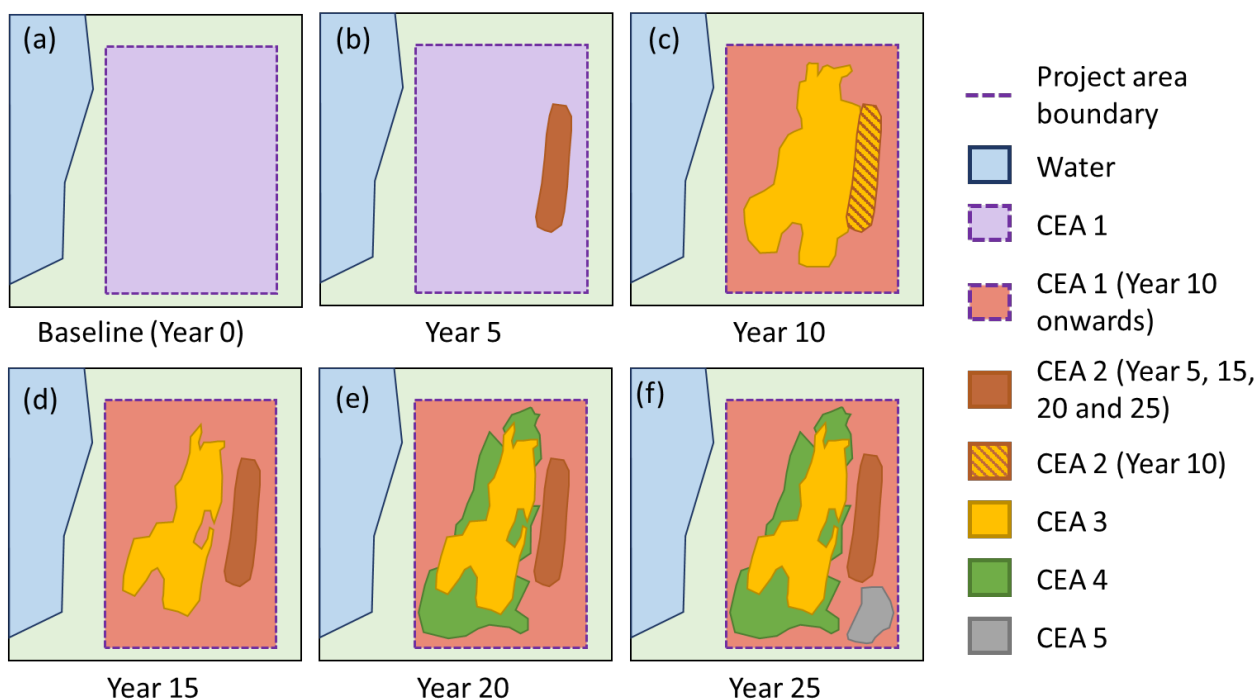 (a)
(b)
(c)
Baseline (Year 0)
Year 5
Year 10
(d)
(e)
(f)
Year 15
Year 20
Year 25
Project area
boundary
Water
CEA 1
CEA 1 (Year 10
onwards)
CEA 2 (Year 5, 15,
20 and 25)
CEA 2 (Year 10)
CEA 3
CEA 4
CEA 5